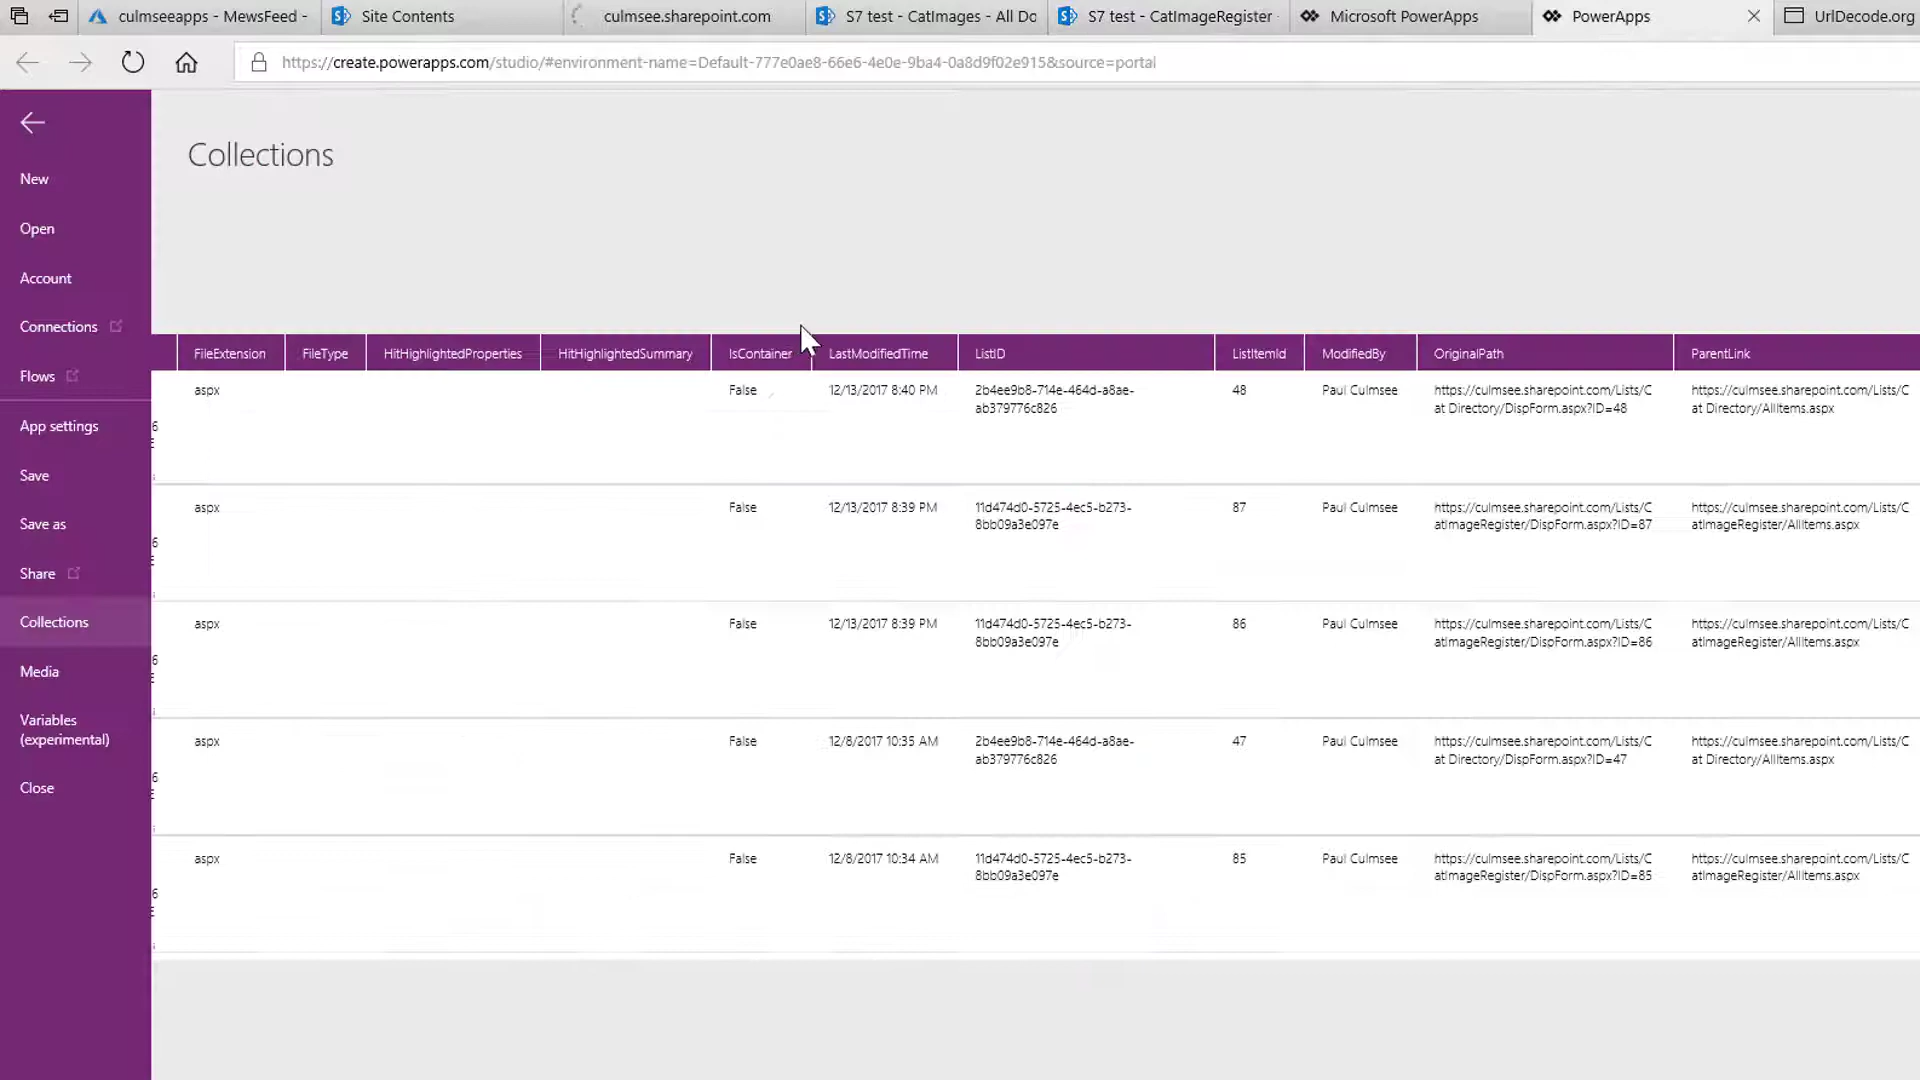 culmseeapps - MewsFeed -
Site Contents
culmsee.sharepoint.com
S7 test - CatImages - All Do
S7 test - CatImageRegister
Microsoft PowerApps
PowerApps
UrlDecode.org
https://create.powerapps.com/studio/#environment-name=Default-777e0ae8-66e6-4e0e-9ba4-0a8d9f02e915&source=portal
Collections
New
Open
Account
Connections
Flows
App settings
Save
Save as
Share
Collections
Media
Variables
(experimental)
Close
FileExtension FileType HitHighlightedProperties HitHighlightedSummary IsContainer LastModifiedTime ListID ListItemId ModifiedBy OriginalPath ParentLink
aspx False 12/13/2017 8:40 PM 2b4ee9b8-714e-464d-a8ae- 48 Paul Culmsee https://culmsee.sharepoint.com/Lists/C https://culmsee.sharepoint.com/Lists/C
ab379776c826 at Directory/DispForm.aspx?ID=48 at Directory/AllItems.aspx
aspx False 12/13/2017 8:39 PM 11d474d0-5725-4ec5-b273- 87 Paul Culmsee https://culmsee.sharepoint.com/Lists/C https://culmsee.sharepoint.com/Lists/C
8bb09a3e097e atImageRegister/DispForm.aspx?ID=87 atImageRegister/AllItems.aspx
aspx False 12/13/2017 8:39 PM 11d474d0-5725-4ec5-b273- 86 Paul Culmsee https://culmsee.sharepoint.com/Lists/C https://culmsee.sharepoint.com/Lists/C
8bb09a3e097e atImageRegister/DispForm.aspx?ID=86 atImageRegister/AllItems.aspx
aspx False 12/8/2017 10:35 AM 2b4ee9b8-714e-464d-a8ae- 47 Paul Culmsee https://culmsee.sharepoint.com/Lists/C https://culmsee.sharepoint.com/Lists/C
ab379776c826 at Directory/DispForm.aspx?ID=47 at Directory/AllItems.aspx
aspx False 12/8/2017 10:34 AM 11d474d0-5725-4ec5-b273- 85 Paul Culmsee https://culmsee.sharepoint.com/Lists/C https://culmsee.sharepoint.com/Lists/C
8bb09a3e097e atImageRegister/DispForm.aspx?ID=85 atImageRegister/AllItems.aspx